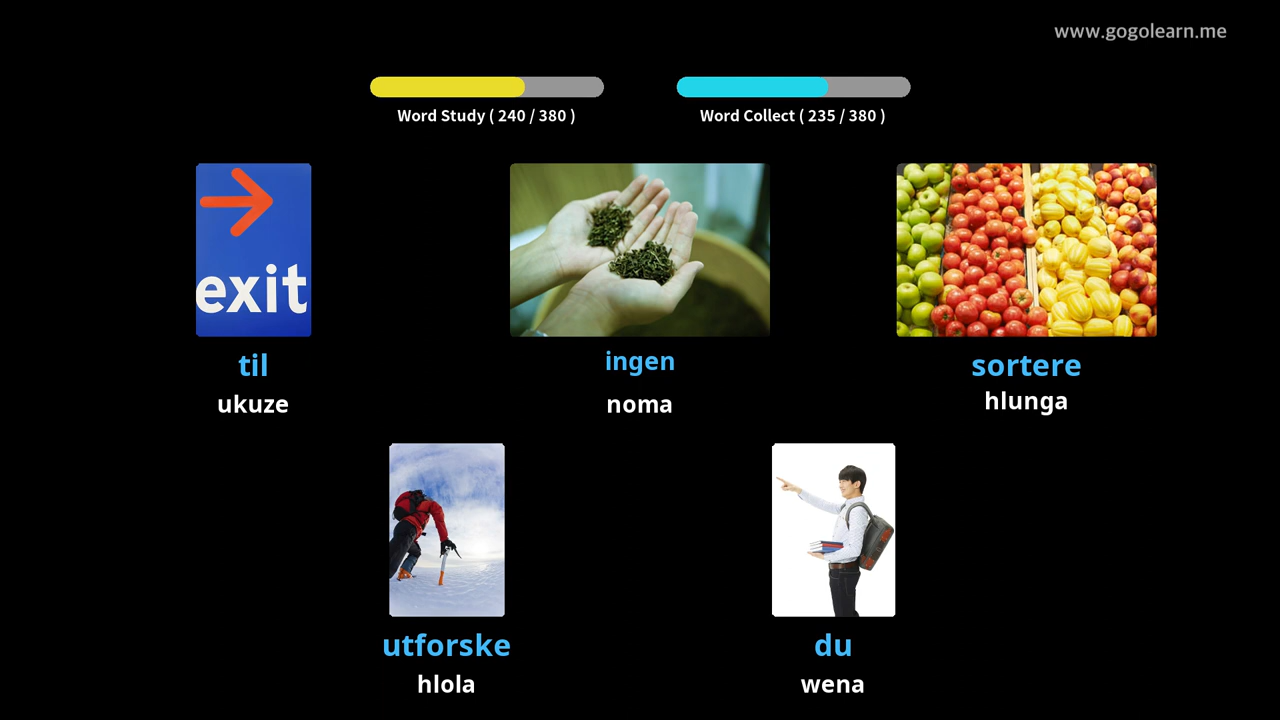 www.gogolearn.me
Word Study ( 240 / 380 )
Word Collect ( 235 / 380 )
exit
til
ukuze
ingen
noma
sortere
hlunga
utforske
hlola
du
wena